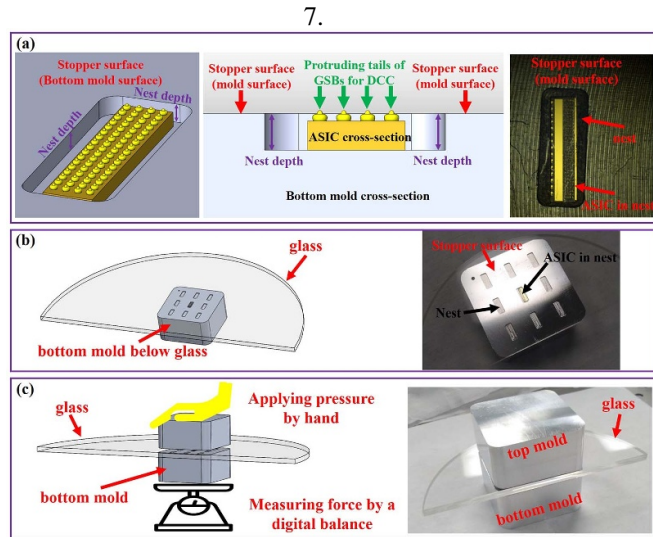 7.
(a)
Stopper surface
(Bottom mold surface)
Nest depth
Nest depth
Stopper surface
(mold surface)
Protruding tails of
GSBs for DCC
Stopper surface
(mold surface)
ASIC cross-section
Nest depth
Nest depth
Bottom mold cross-section
Stopper surface
(mold surface)
nest
ASIC in nest
(b)
glass
bottom mold below glass
Stopper surface
ASIC in nest
Nest
(c)
glass
Applying pressure
by hand
bottom mold
Measuring force by a
digital balance
glass
top mold
bottom mold